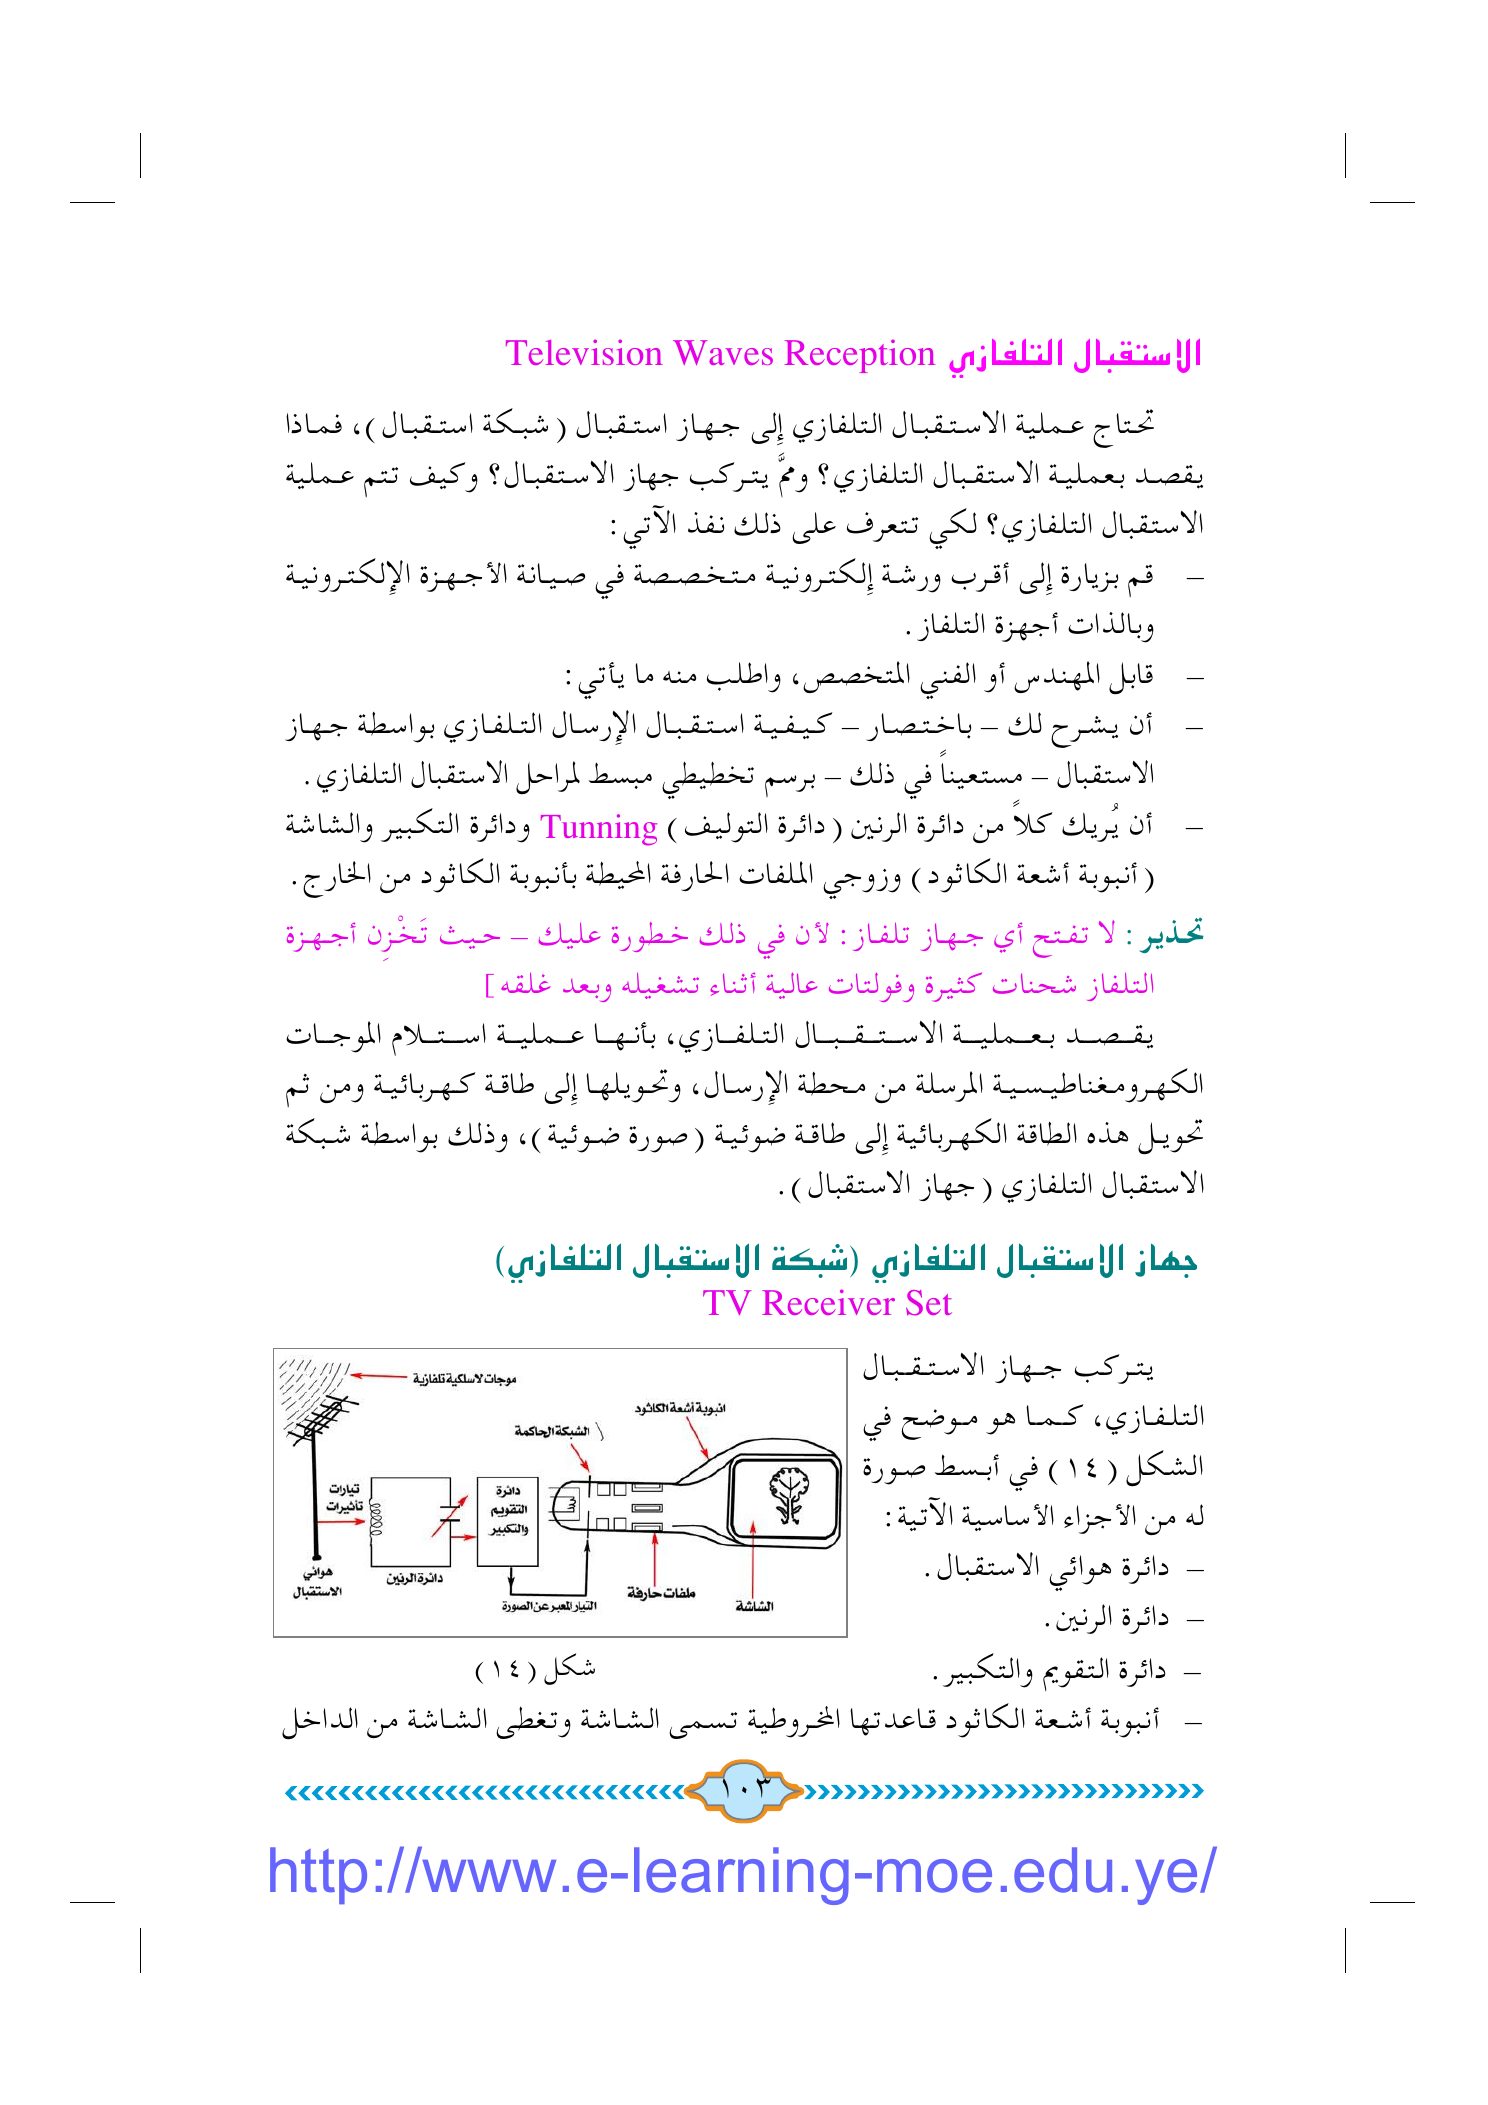 الاستقبال التلفازي Television Waves Reception
تحتاج عملية الاستقبال التلفازي إلى جهاز استقبال ( شبكة استقبال )، فماذا
يقصد بعملية الاستقبال التلفازي؟ وممَّ يتركب جهاز الاستقبال؟ وكيف تتم عملية
الاستقبال التلفازي؟ لكي تتعرف على ذلك نفذ الآتي :
– قم بزيارة إلى أقرب ورشة إلكترونية متخصصة في صيانة الأجهزة الإلكترونية
وبالذات أجهزة التلفاز .
– قابل المهندس أو الفني المتخصص، واطلب منه ما يأتي :
– أن يشرح لك – باختصار – كيفية استقبال الإرسال التلفازي بواسطة جهاز
الاستقبال – مستعيناً في ذلك – برسم تخطيطي مبسط لمراحل الاستقبال التلفازي .
– أن يُريك كلاً من دائرة الرنين ( دائرة التوليف ) Tunning ودائرة التكبير والشاشة
( أنبوبة أشعة الكاثود ) وزوجي الملفات الحارفة المحيطة بأنبوبة الكاثود من الخارج .
تحذير : لا تفتح أي جهاز تلفاز : لأن في ذلك خطورة عليك – حيث تَخْزِن أجهزة
التلفاز شحنات كثيرة وفولتات عالية أثناء تشغيله وبعد غلقه ]
يقصد بعملية الاستقبال التلفازي، بأنها عملية استلام الموجات
الكهرومغناطيسية المرسلة من محطة الإرسال، وتحويلها إلى طاقة كهربائية ومن ثم
تحويل هذه الطاقة الكهربائية إلى طاقة ضوئية ( صورة ضوئية )، وذلك بواسطة شبكة
الاستقبال التلفازي ( جهاز الاستقبال ) .
جهاز الاستقبال التلفازي (شبكة الاستقبال التلفازي)
TV Receiver Set
يتركب جهاز الاستقبال
التلفازي، كما هو موضح في
الشكل ( ١٤ ) في أبسط صورة
له من الأجزاء الأساسية الآتية :
– دائرة هوائي الاستقبال .
– دائرة الرنين .
– دائرة التقويم والتكبير .
موجات لاسلكية تلفازية
انبوبة أشعة الكاثود
الشبكة الحاكمة
تيارات
تأثيرات
دائرة
التقويم
والتكبير
هوائي
الاستقبال
دائرة الرنين
التيار المعبر عن الصورة
ملفات حارفة
الشاشة
شكل ( ١٤ )
– أنبوبة أشعة الكاثود قاعدتها المخروطية تسمى الشاشة وتغطى الشاشة من الداخل
١٠٣
http://www.e-learning-moe.edu.ye/